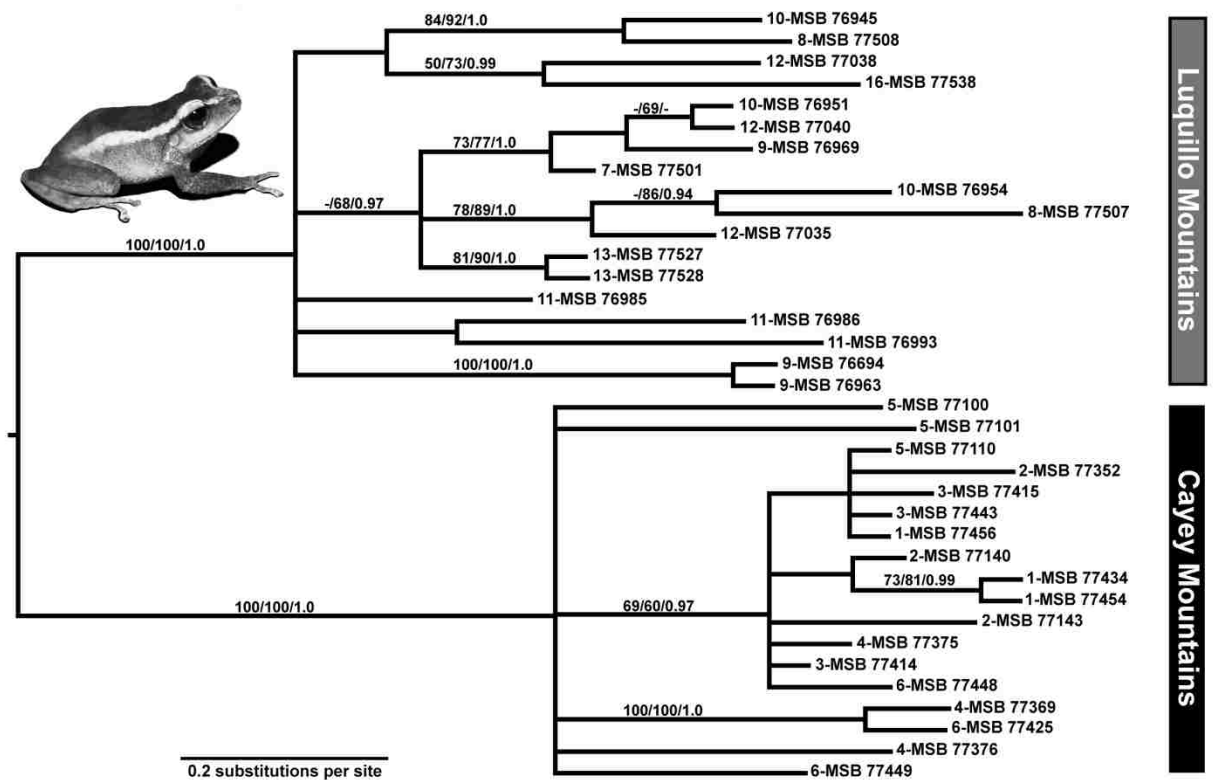 84/92/1.0
10-MSB 76945
8-MSB 77508
50/73/0.99
12-MSB 77038
16-MSB 77538
-/69/-
10-MSB 76951
12-MSB 77040
73/77/1.0
9-MSB 76969
7-MSB 77501
-/68/0.97
-/86/0.94
10-MSB 76954
78/89/1.0
8-MSB 77507
12-MSB 77035
100/100/1.0
81/90/1.0
13-MSB 77527
13-MSB 77528
11-MSB 76985
11-MSB 76986
11-MSB 76993
100/100/1.0
9-MSB 76694
9-MSB 76963
Luquillo Mountains
5-MSB 77100
5-MSB 77101
5-MSB 77110
2-MSB 77352
3-MSB 77415
3-MSB 77443
1-MSB 77456
2-MSB 77140
73/81/0.99
1-MSB 77434
1-MSB 77454
100/100/1.0
69/60/0.97
2-MSB 77143
4-MSB 77375
3-MSB 77414
6-MSB 77448
100/100/1.0
4-MSB 77369
6-MSB 77425
4-MSB 77376
6-MSB 77449
Cayey Mountains
0.2 substitutions per site